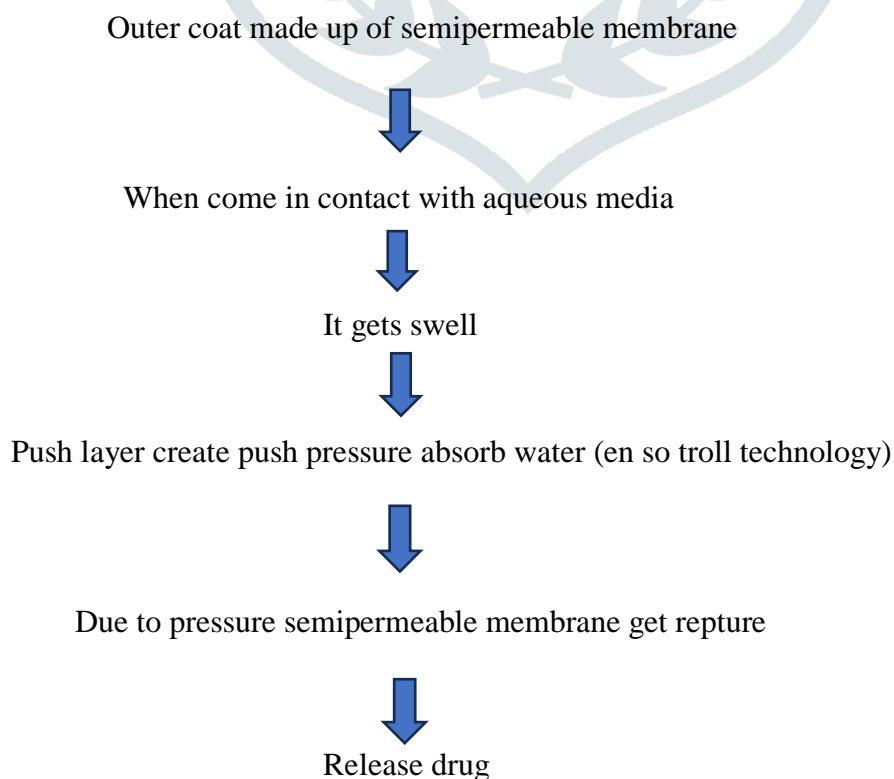 Outer coat made up of semipermeable membrane
When come in contact with aqueous media
It gets swell
Push layer create push pressure absorb water (en so troll technology)
Due to pressure semipermeable membrane get repture
Release drug